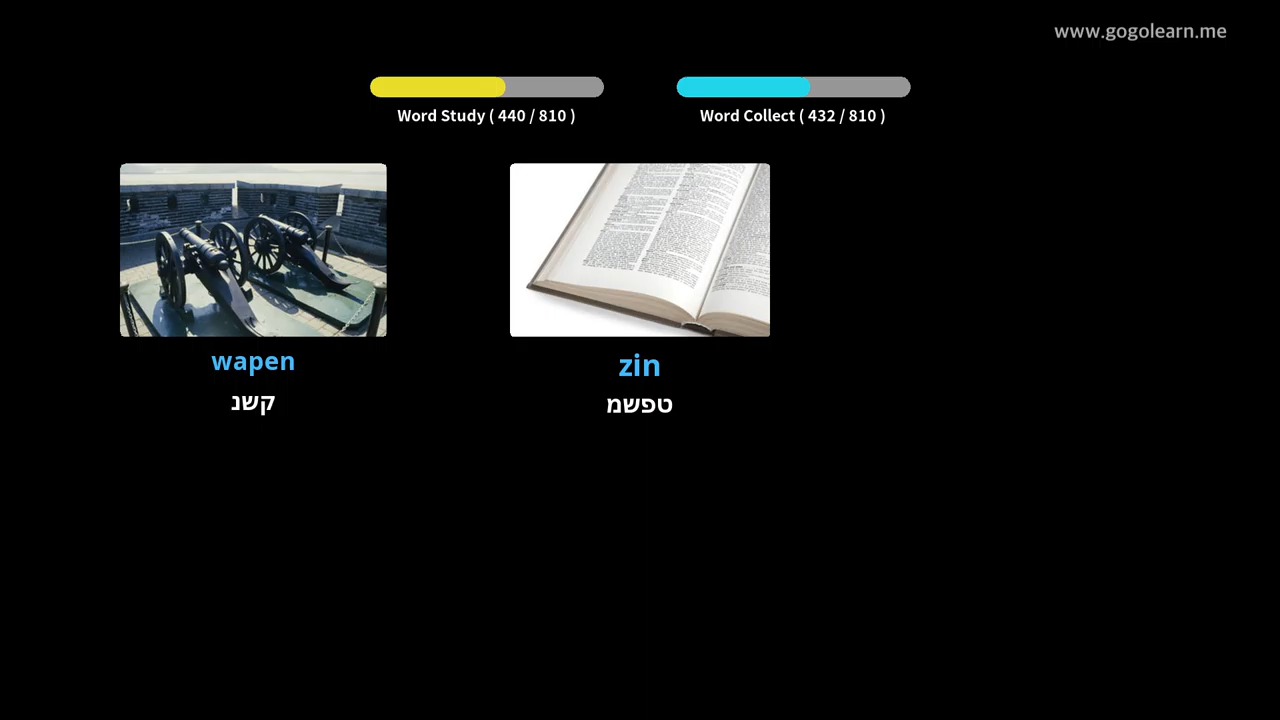 www.gogolearn.me
Word Study ( 440 / 810 )
Word Collect ( 432 / 810 )
wapen
קשנ
zin
טפשמ